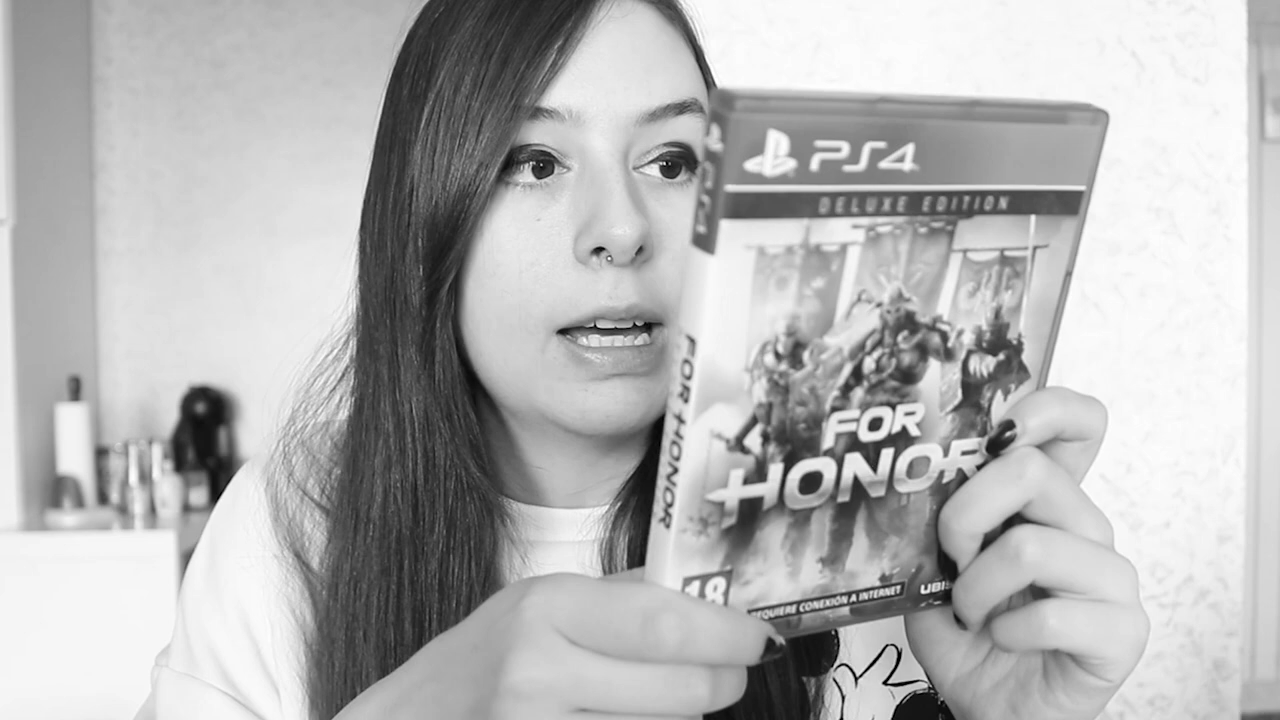 PS4
DELUXE EDITION
FOR
HONOR
FOR HONOR
18
REQUIERE CONEXIÓN A INTERNET
UBIS